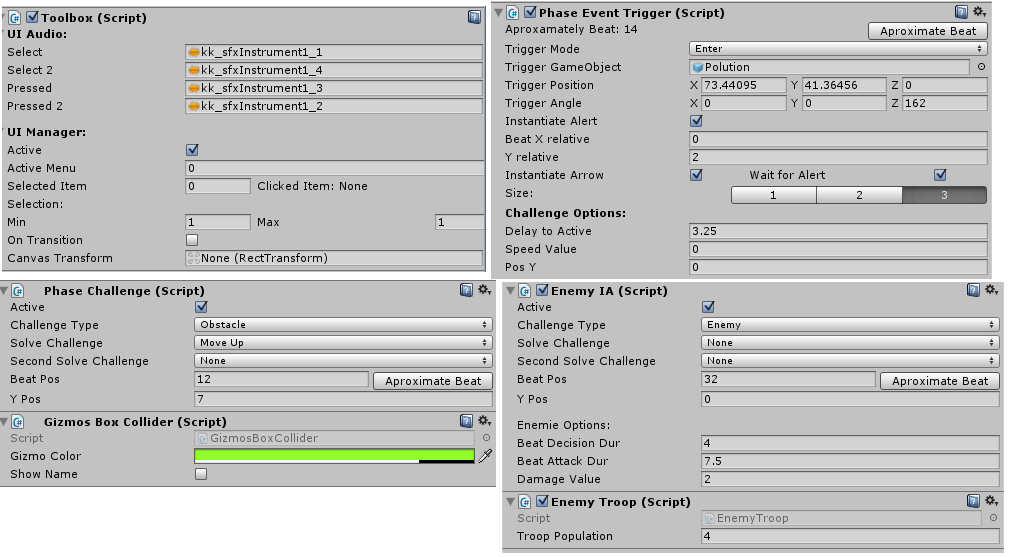 Toolbox (Script)
UI Audio:
Select kk_sfxInstrument1_1
Select 2 kk_sfxInstrument1_4
Pressed kk_sfxInstrument1_3
Pressed 2 kk_sfxInstrument1_2
UI Manager:
Active
Active Menu 0
Selected Item 0 Clicked Item: None
Selection:
Min 1 Max 1
On Transition
Canvas Transform None (RectTransform)
Phase Event Trigger (Script)
Aproxamately Beat: 14 Aproximate Beat
Trigger Mode Enter
Trigger GameObject Polution
Trigger Position X 73.44095 Y 41.36456 Z 0
Trigger Angle X 0 Y 0 Z 162
Instantiate Alert
Beat X relative 0
Y relative 2
Instantiate Arrow Wait for Alert
Size: 1 2 3
Challenge Options:
Delay to Active 3.25
Speed Value 0
Pos Y 0
Phase Challenge (Script)
Active
Challenge Type Obstacle
Solve Challenge Move Up
Second Solve Challenge None
Beat Pos 12 Aproximate Beat
Y Pos 7
Gizmos Box Collider (Script)
Script GizmosBoxCollider
Gizmo Color
Show Name
Enemy IA (Script)
Active
Challenge Type Enemy
Solve Challenge None
Second Solve Challenge None
Beat Pos 32 Aproximate Beat
Y Pos 0
Enemie Options:
Beat Decision Dur 4
Beat Attack Dur 7.5
Damage Value 2
Enemy Troop (Script)
Script EnemyTroop
Troop Population 4